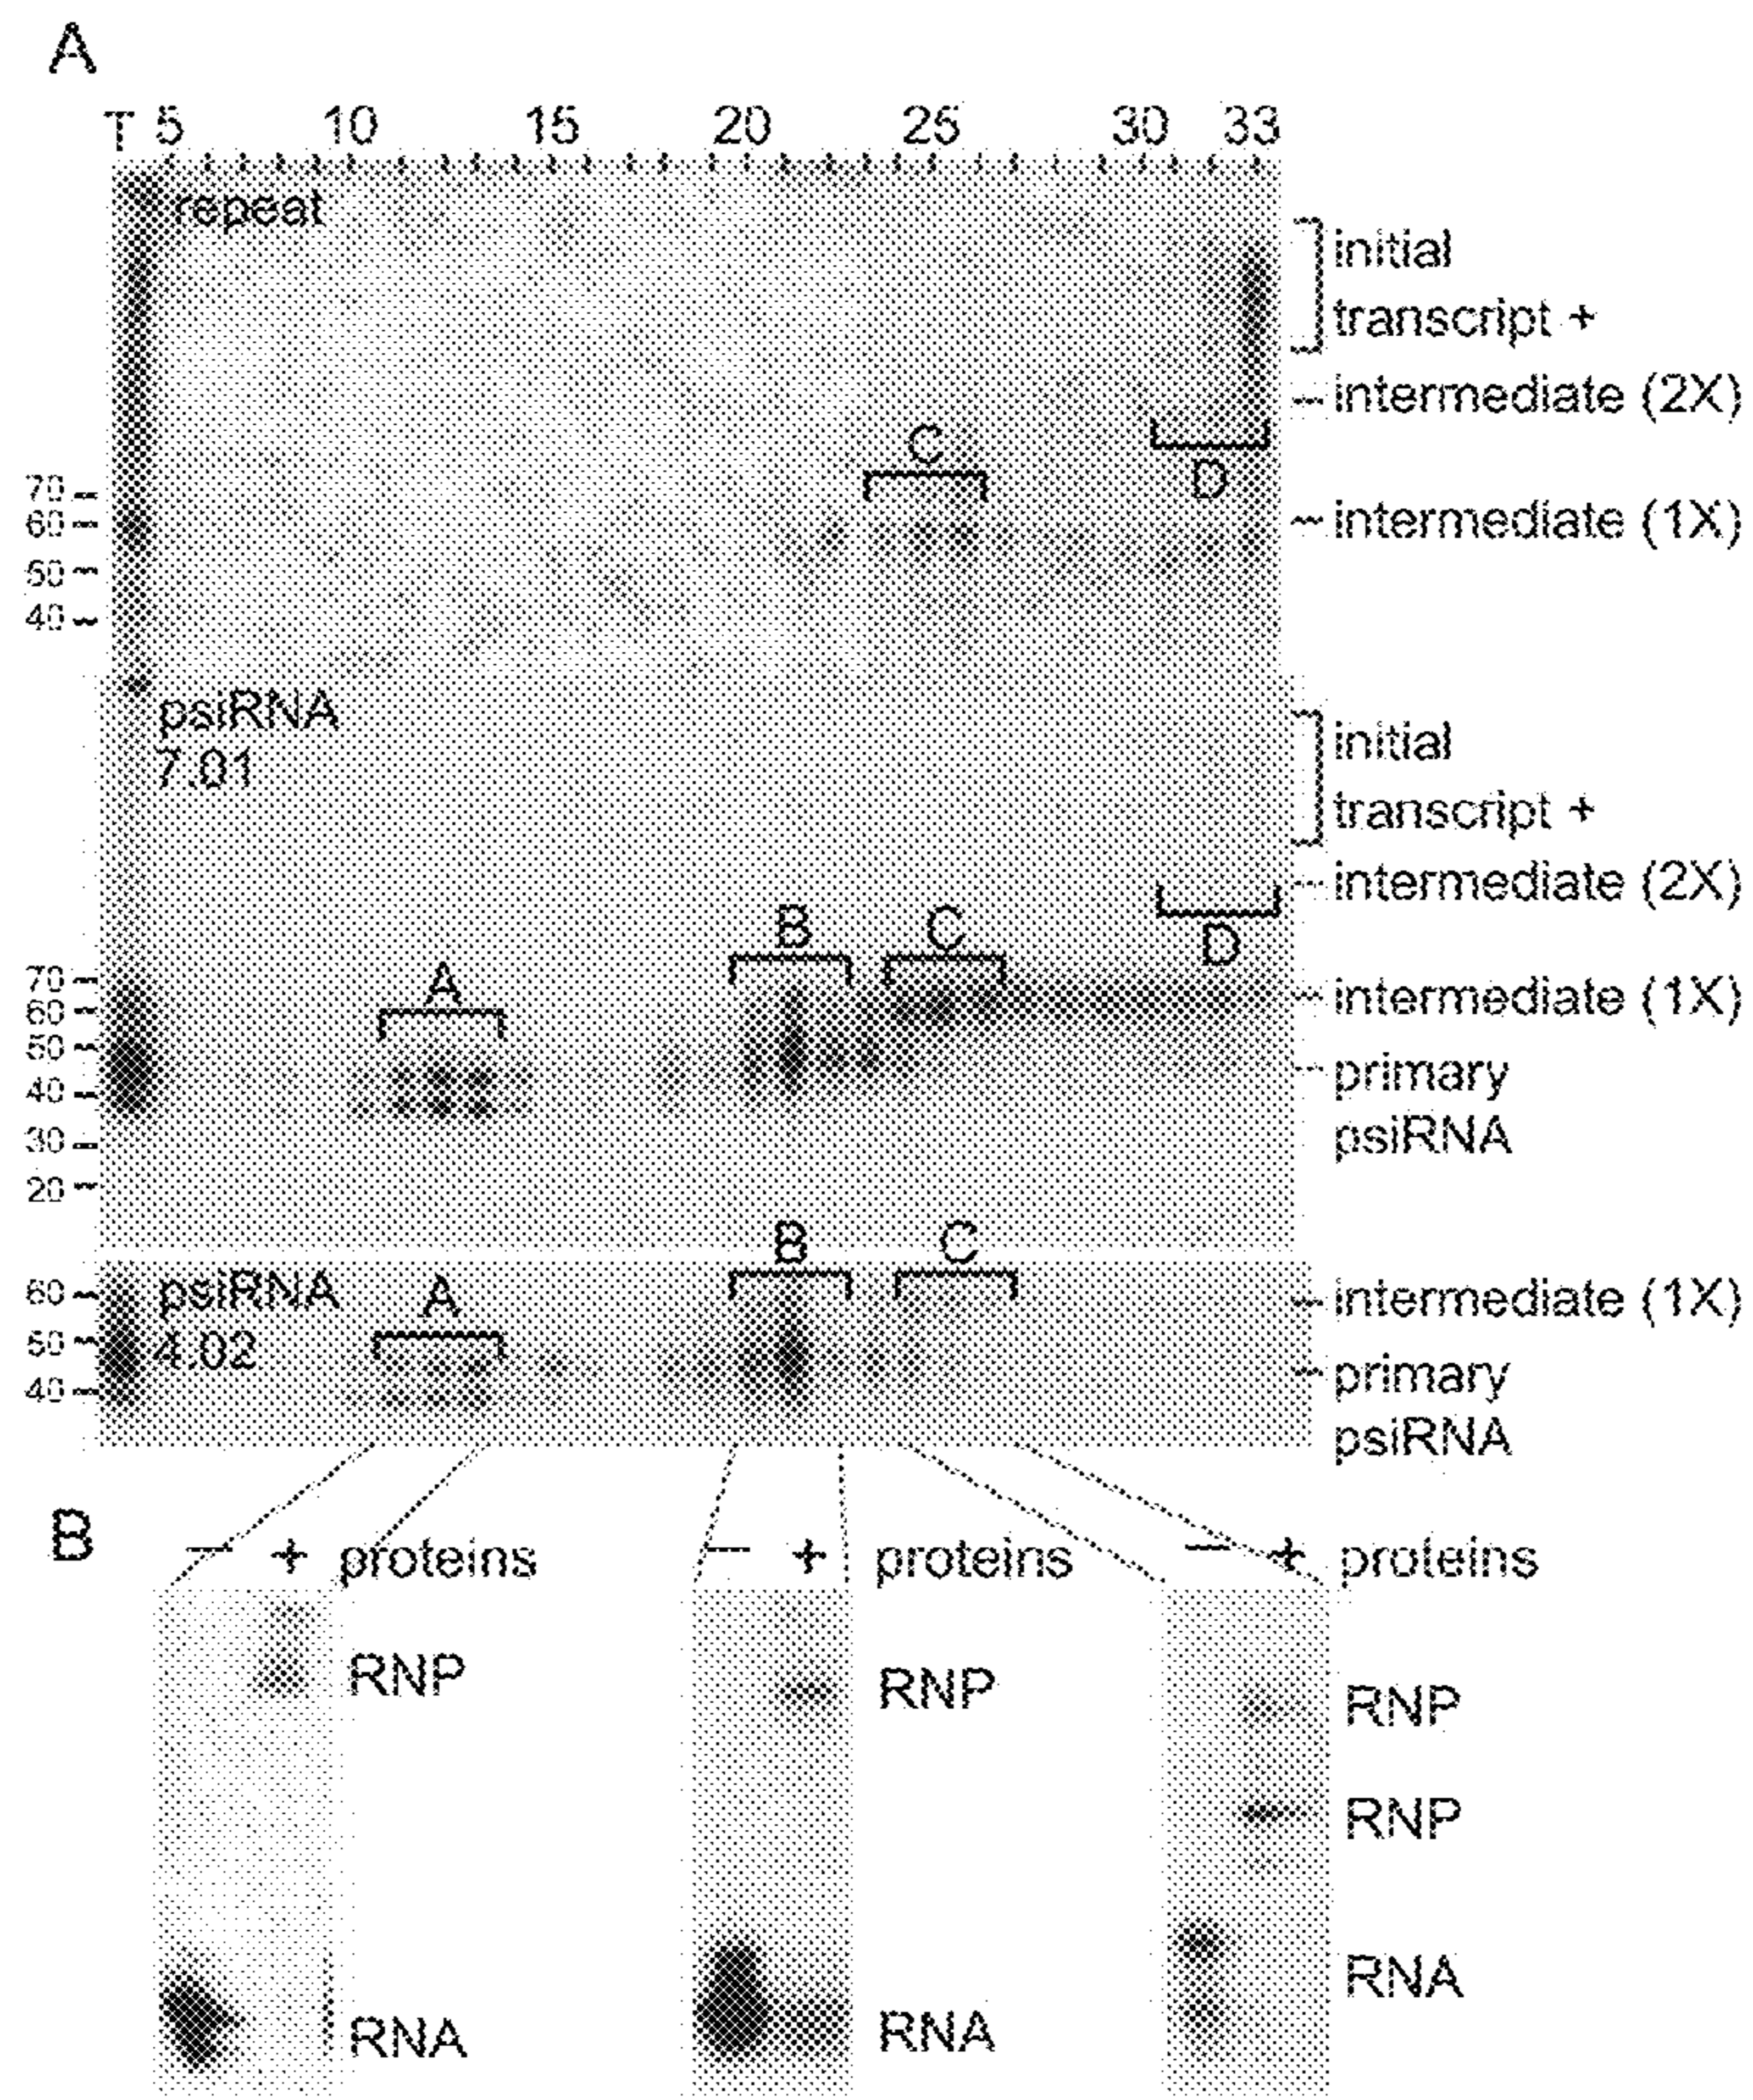 A
T 5 10 15 20 25 30 33
repeat
initial
transcript +
intermediate (2X)
C
D
70
60
50
40
intermediate (1X)
psiRNA
7.01
initial
transcript +
intermediate (2X)
B
C
D
A
70
60
50
40
30
20
intermediate (1X)
primary
psiRNA
B
C
psiRNA
4.02
A
60
50
40
intermediate (1X)
primary
psiRNA
B
– + proteins
– + proteins
– + proteins
RNP
RNP
RNP
RNP
RNA
RNA
RNA